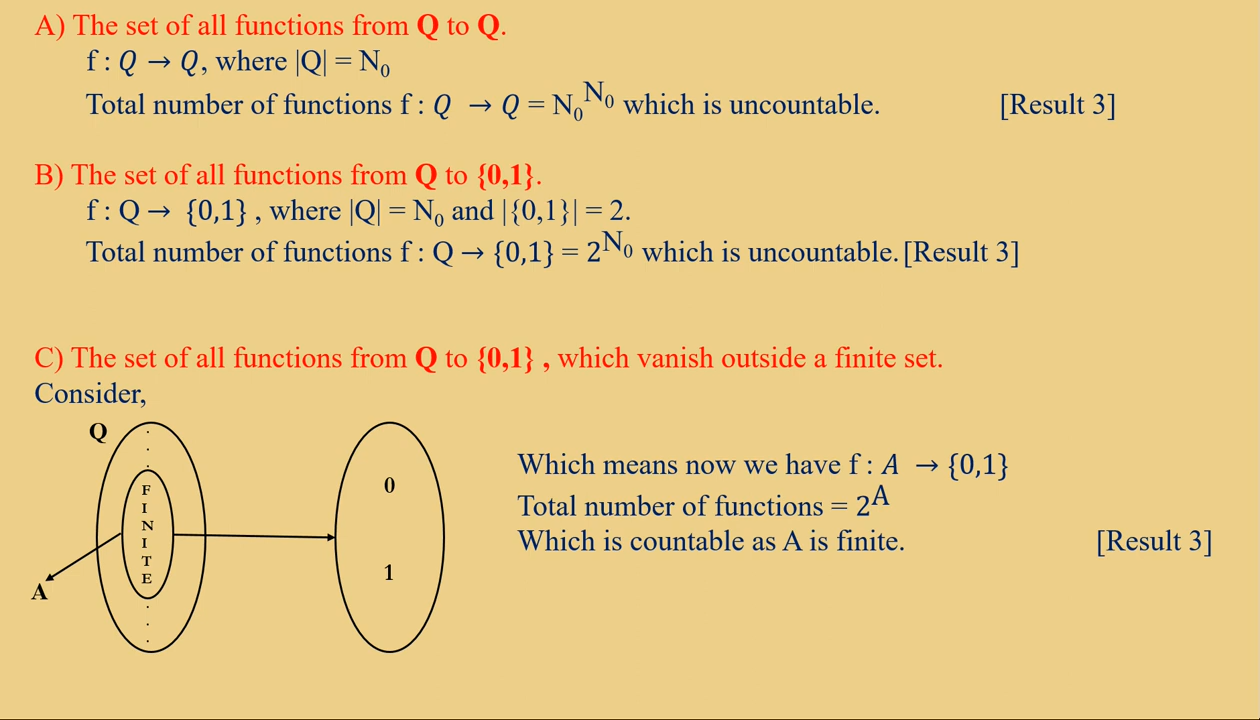 A) The set of all functions from Q to Q.
f : Q → Q, where |Q| = N₀
Total number of functions f : Q → Q = N₀^N₀ which is uncountable. [Result 3]
B) The set of all functions from Q to {0,1}.
f : Q → {0,1} , where |Q| = N₀ and |{0,1}| = 2.
Total number of functions f : Q → {0,1} = 2^N₀ which is uncountable. [Result 3]
C) The set of all functions from Q to {0,1} , which vanish outside a finite set.
Consider,
Q
F
I
N
I
T
E
A
0
1
Which means now we have f : A → {0,1}
Total number of functions = 2^A
Which is countable as A is finite. [Result 3]